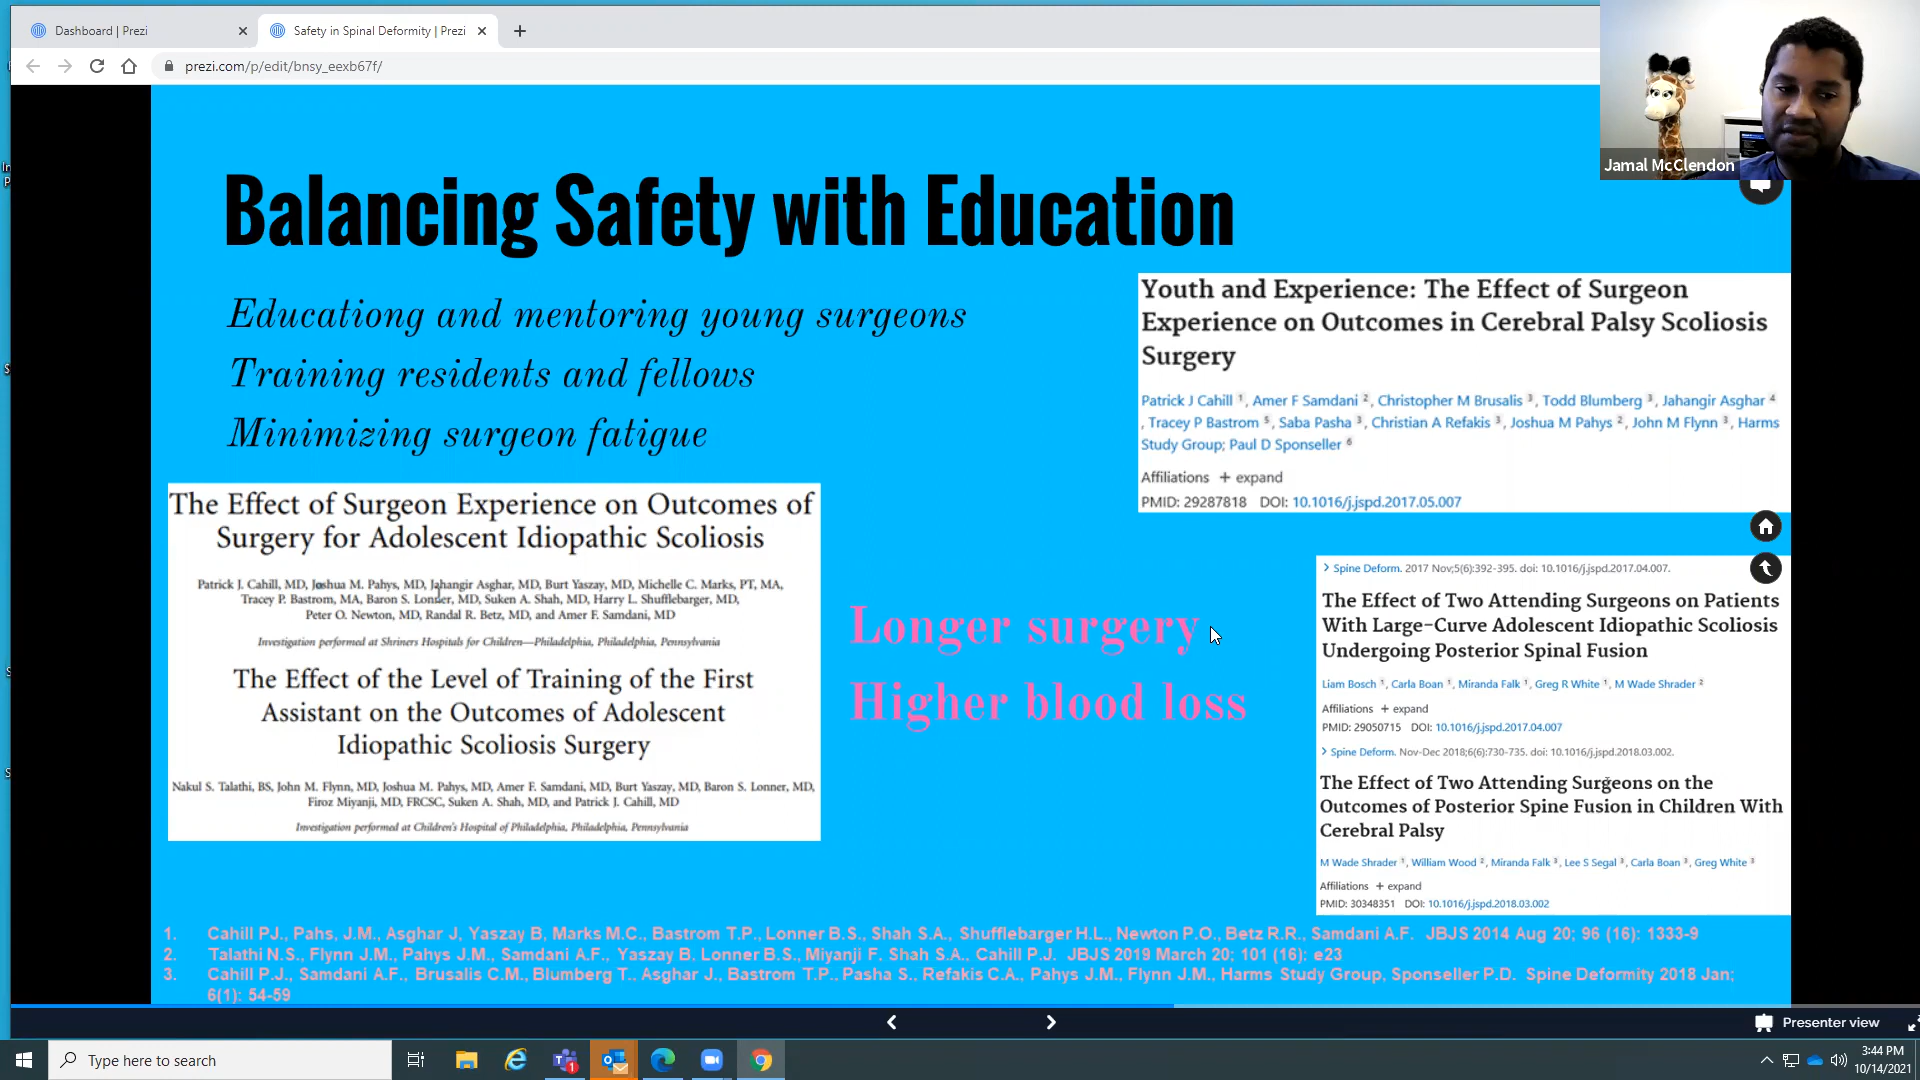 Dashboard | Prezi
Safety in Spinal Deformity | Prezi
prezi.com/p/edit/bnsy_eexb67f/
Jamal McClendon
Balancing Safety with Education
Educationg and mentoring young surgeons
Training residents and fellows
Minimizing surgeon fatigue
Youth and Experience: The Effect of Surgeon
Experience on Outcomes in Cerebral Palsy Scoliosis
Surgery
Patrick J Cahill 1, Amer F Samdani 2, Christopher M Brusalis 3, Todd Blumberg 3, Jahangir Asghar 4
, Tracey P Bastrom 5, Saba Pasha 3, Christian A Refakis 3, Joshua M Pahys 2, John M Flynn 3, Harms
Study Group; Paul D Sponseller 6
Affiliations + expand
PMID: 29287818 DOI: 10.1016/j.jspd.2017.05.007
The Effect of Surgeon Experience on Outcomes of
Surgery for Adolescent Idiopathic Scoliosis
Patrick J. Cahill, MD, Joshua M. Pahys, MD, Jahangir Asghar, MD, Burt Yaszay, MD, Michelle C. Marks, PT, MA,
Tracey P. Bastrom, MA, Baron S. Lonner, MD, Suken A. Shah, MD, Harry L. Shufflebarger, MD,
Peter O. Newton, MD, Randal R. Betz, MD, and Amer F. Samdani, MD
Investigation performed at Shriners Hospitals for Children—Philadelphia, Philadelphia, Pennsylvania
The Effect of the Level of Training of the First
Assistant on the Outcomes of Adolescent
Idiopathic Scoliosis Surgery
Nakul S. Talathi, BS, John M. Flynn, MD, Joshua M. Pahys, MD, Amer F. Samdani, MD, Burt Yaszay, MD, Baron S. Lonner, MD,
Firoz Miyanji, MD, FRCSC, Suken A. Shah, MD, and Patrick J. Cahill, MD
Investigation performed at Children's Hospital of Philadelphia, Philadelphia, Pennsylvania
Longer surgery
Higher blood loss
> Spine Deform. 2017 Nov;5(6):392-395. doi: 10.1016/j.jspd.2017.04.007.
The Effect of Two Attending Surgeons on Patients
With Large-Curve Adolescent Idiopathic Scoliosis
Undergoing Posterior Spinal Fusion
Liam Bosch 1, Carla Boan 1, Miranda Falk 1, Greg R White 1, M Wade Shrader 2
Affiliations + expand
PMID: 29050715 DOI: 10.1016/j.jspd.2017.04.007
> Spine Deform. Nov-Dec 2018;6(6):730-735. doi: 10.1016/j.jspd.2018.03.002.
The Effect of Two Attending Surgeons on the
Outcomes of Posterior Spine Fusion in Children With
Cerebral Palsy
M Wade Shrader 1, William Wood 2, Miranda Falk 3, Lee S Segal 3, Carla Boan 3, Greg White 3
Affiliations + expand
PMID: 30348351 DOI: 10.1016/j.jspd.2018.03.002
1. Cahill PJ., Pahs, J.M., Asghar J, Yaszay B, Marks M.C., Bastrom T.P., Lonner B.S., Shah S.A., Shufflebarger H.L., Newton P.O., Betz R.R., Samdani A.F. JBJS 2014 Aug 20; 96 (16): 1333-9
2. Talathi N.S., Flynn J.M., Pahys J.M., Samdani A.F., Yaszay B. Lonner B.S., Miyanji F. Shah S.A., Cahill P.J. JBJS 2019 March 20; 101 (16): e23
3. Cahill P.J., Samdani A.F., Brusalis C.M., Blumberg T., Asghar J., Bastrom T.P., Pasha S., Refakis C.A., Pahys J.M., Flynn J.M., Harms Study Group, Sponseller P.D. Spine Deformity 2018 Jan;
6(1): 54-59
Presenter view
Type here to search
3:44 PM
10/14/2021